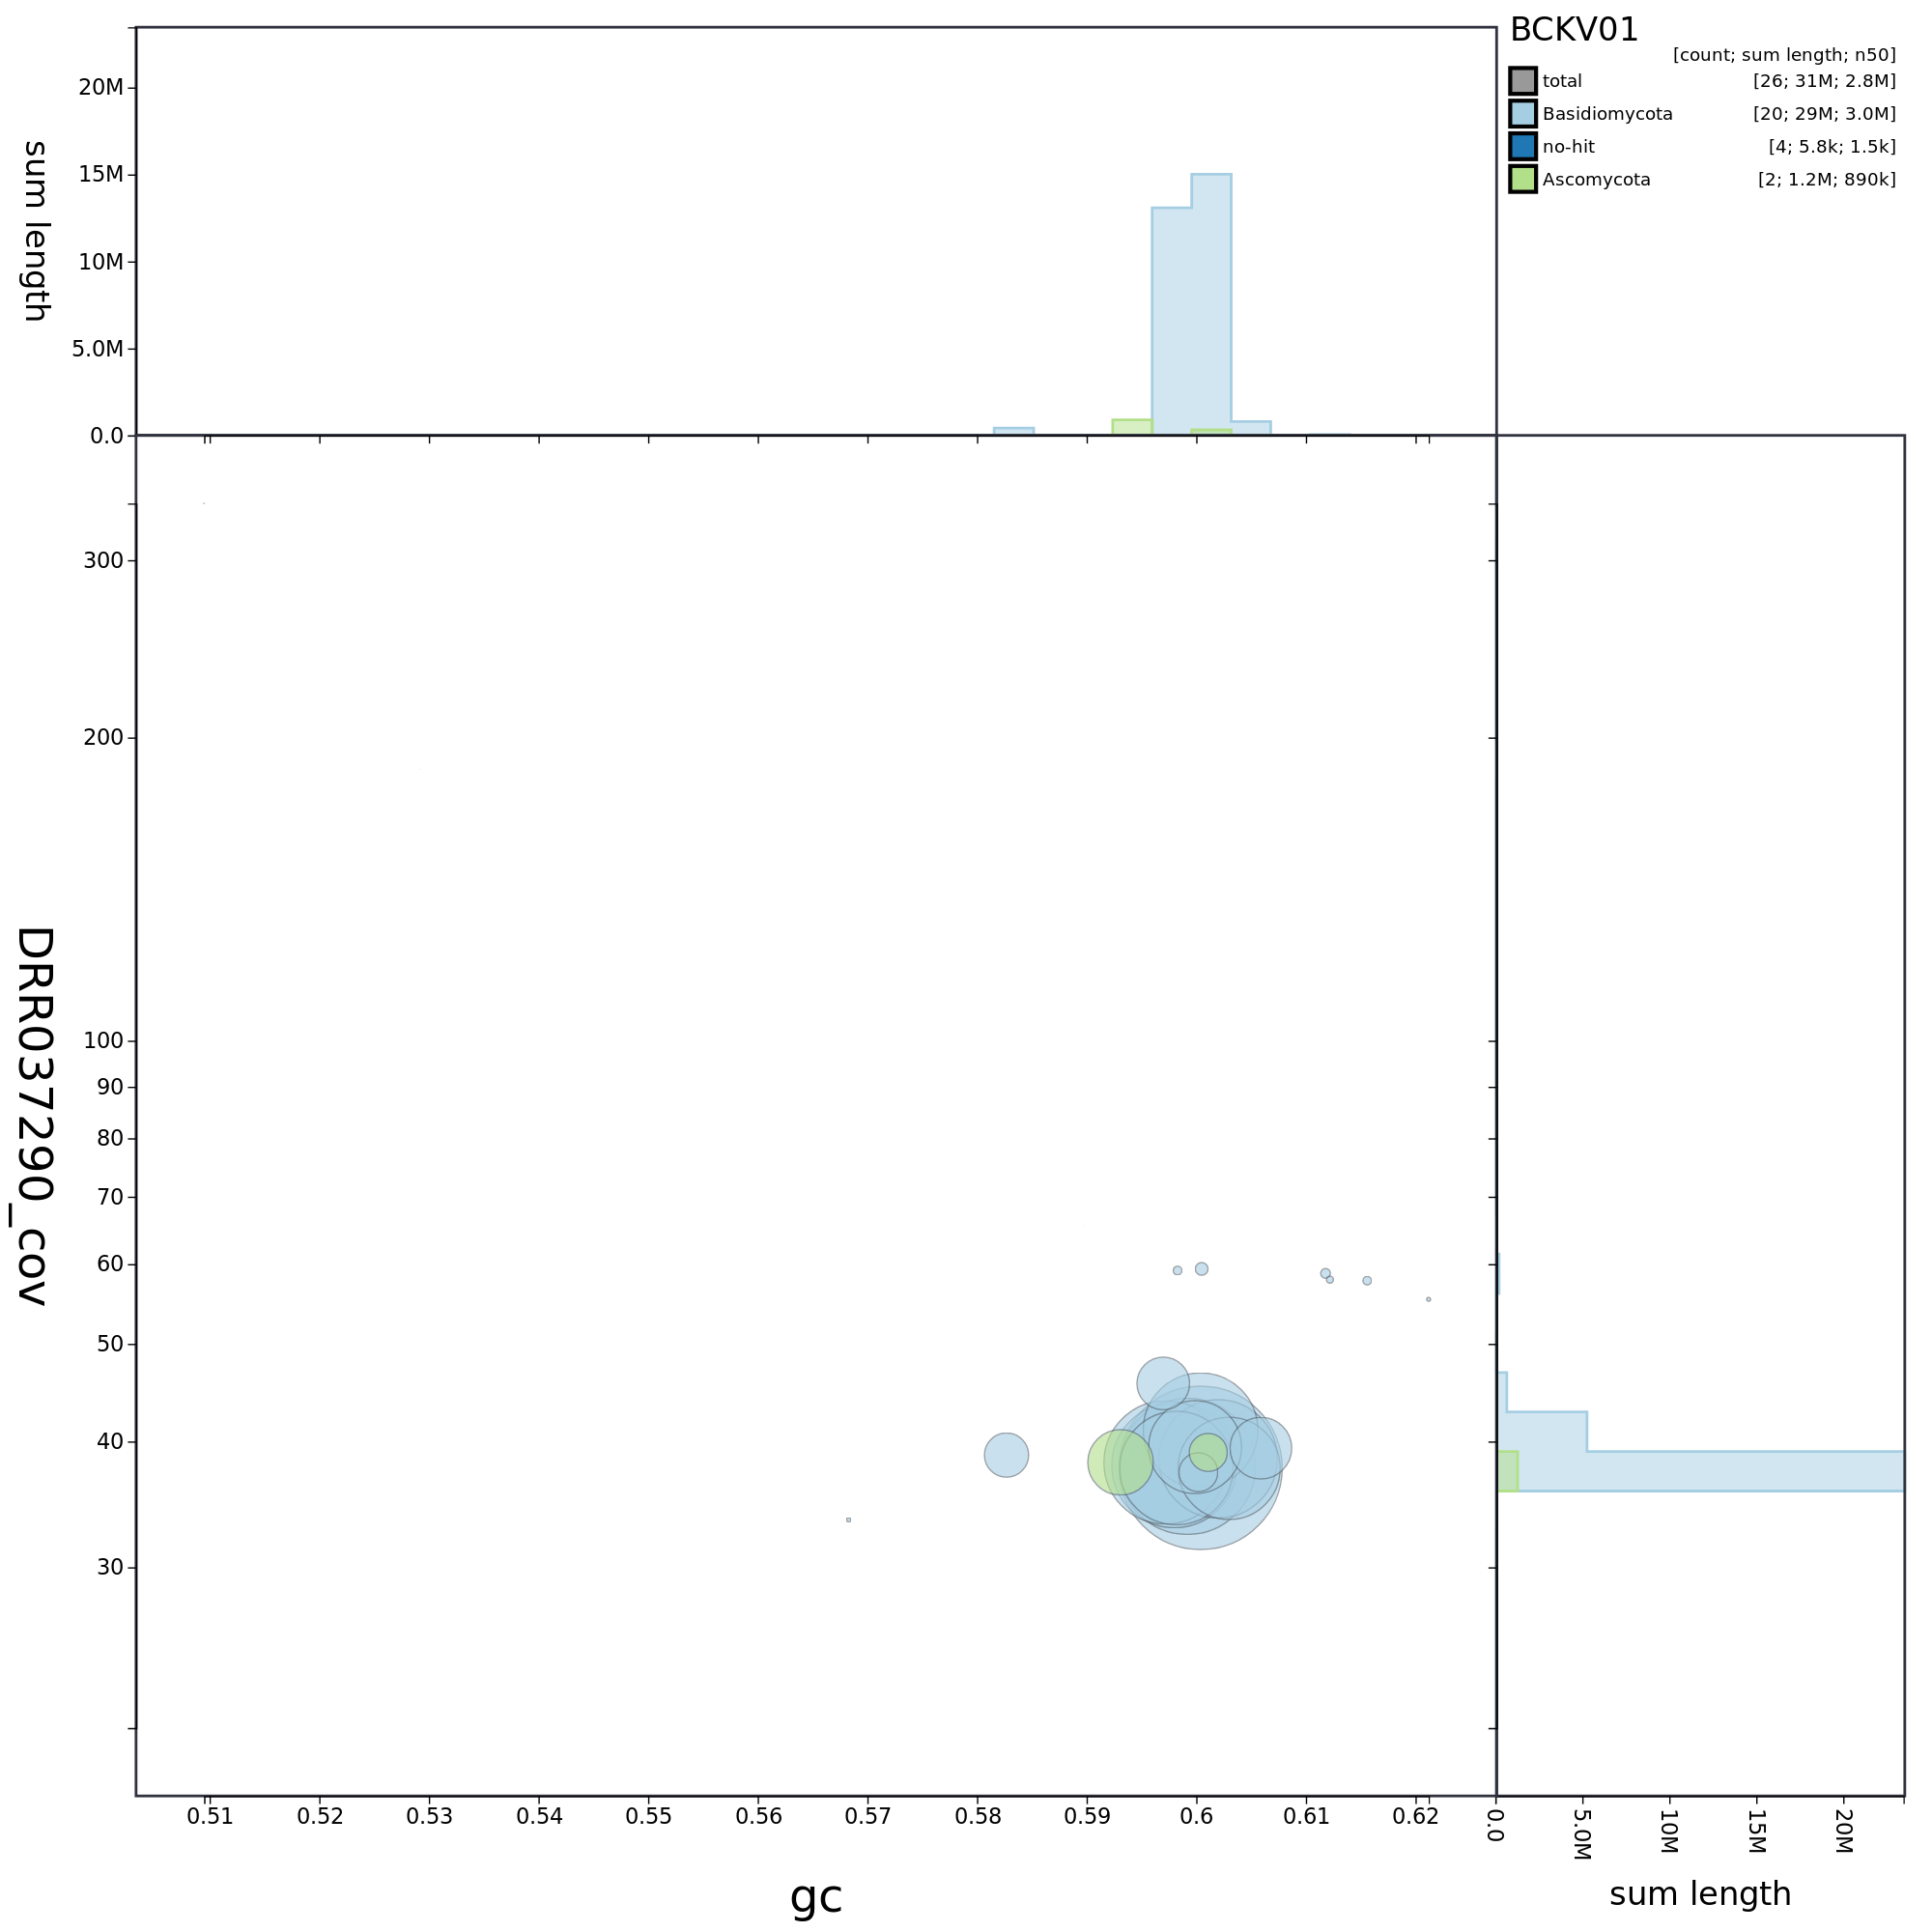 BCKV01
[count; sum length; n50]
total [26; 31M; 2.8M]
Basidiomycota [20; 29M; 3.0M]
no-hit [4; 5.8k; 1.5k]
Ascomycota [2; 1.2M; 890k]
sum length
20M
15M
10M
5.0M
0.0
DRR037290_cov
300
200
100
90
80
70
60
50
40
30
0.51 0.52 0.53 0.54 0.55 0.56 0.57 0.58 0.59 0.6 0.61 0.62
gc
0.0 5.0M 10M 15M 20M
sum length